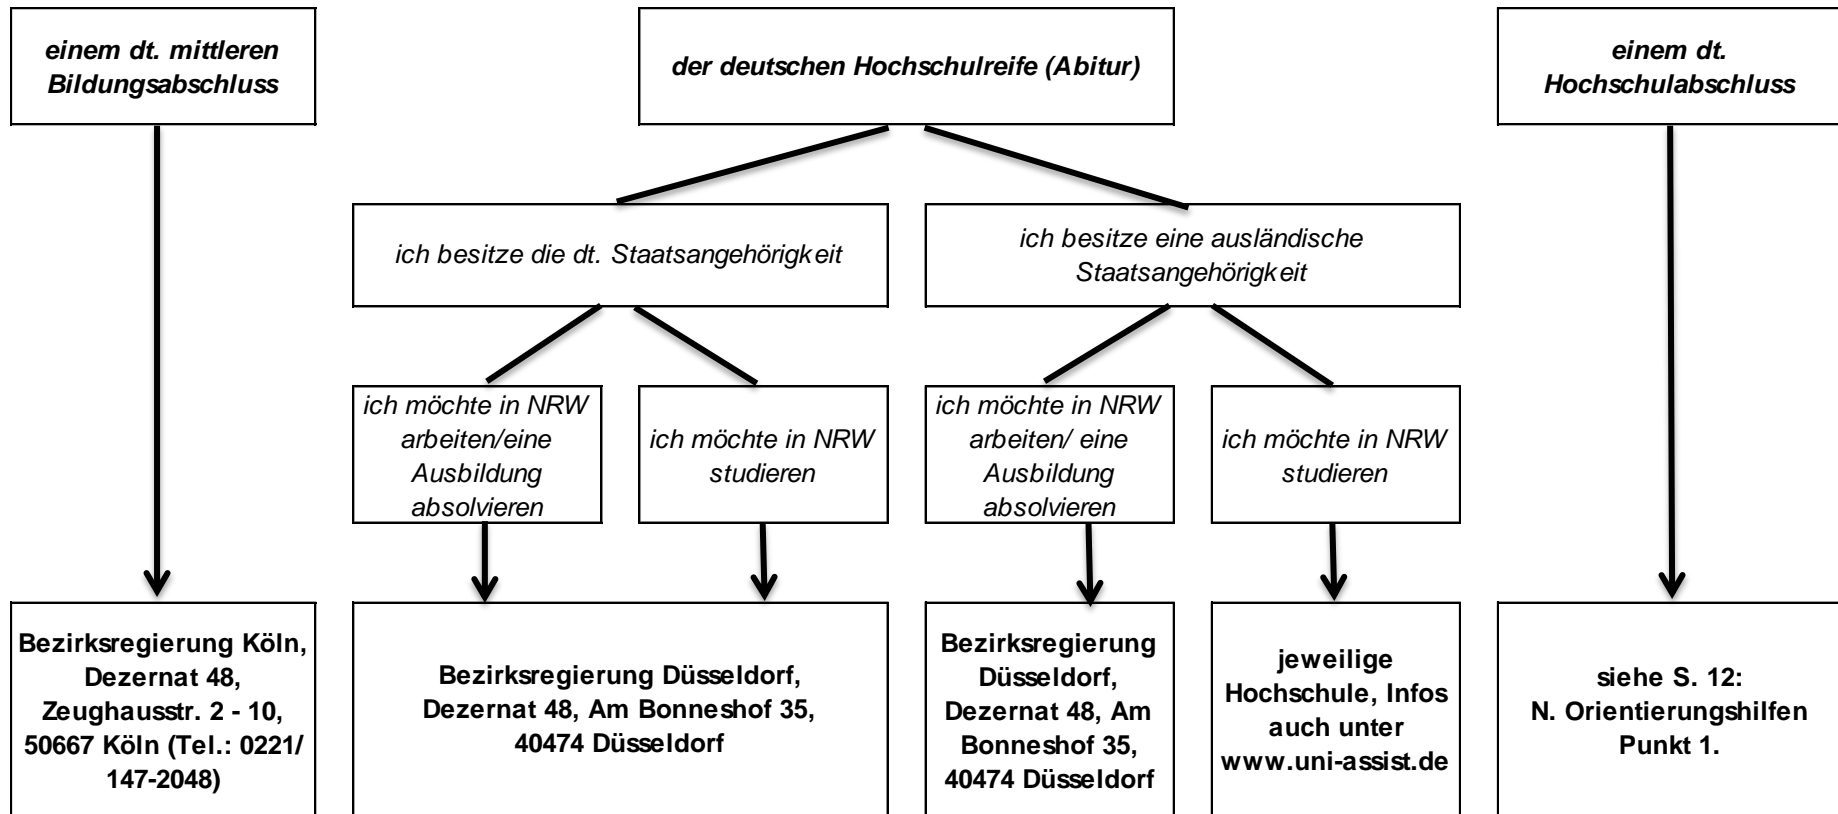 einem dt. mittleren
Bildungsabschluss
der deutschen Hochschulreife (Abitur)
einem dt.
Hochschulabschluss
ich besitze die dt. Staatsangehörigkeit
ich besitze eine ausländische
Staatsangehörigkeit
ich möchte in NRW
arbeiten/eine
Ausbildung
absolvieren
ich möchte in NRW
studieren
ich möchte in NRW
arbeiten/ eine
Ausbildung
absolvieren
ich möchte in NRW
studieren
Bezirksregierung Köln,
Dezernat 48,
Zeughausstr. 2 - 10,
50667 Köln (Tel.: 0221/
147-2048)
Bezirksregierung Düsseldorf,
Dezernat 48, Am Bonneshof 35,
40474 Düsseldorf
Bezirksregierung
Düsseldorf,
Dezernat 48, Am
Bonneshof 35,
40474 Düsseldorf
jeweilige
Hochschule, Infos
auch unter
www.uni-assist.de
siehe S. 12:
N. Orientierungshilfen
Punkt 1.